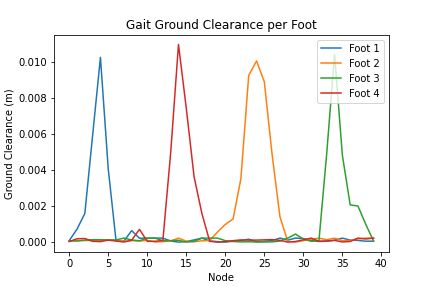 Gait Ground Clearance per Foot
Ground Clearance (m)
0.010
0.008
0.006
0.004
0.002
0.000
Foot 1
Foot 2
Foot 3
Foot 4
0 5 10 15 20 25 30 35 40
Node